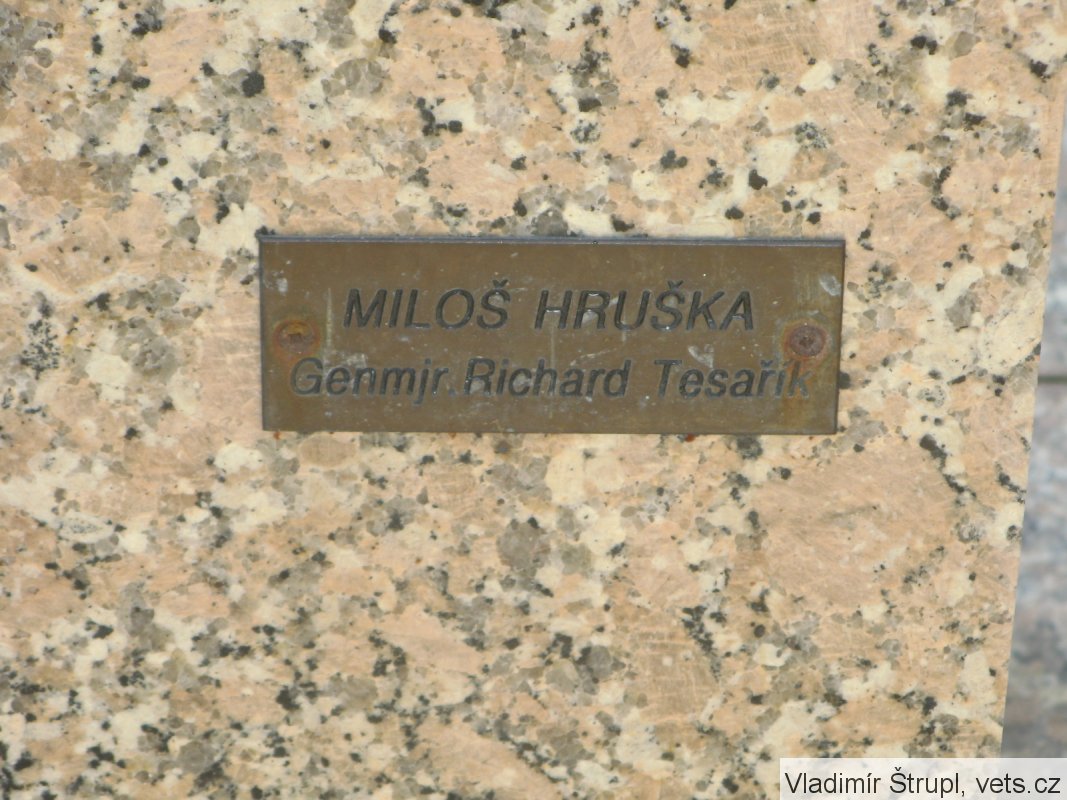 MILOŠ HRUŠKA
Genmjr. Richard Tesařík
Vladimír Štrupl, vets.cz